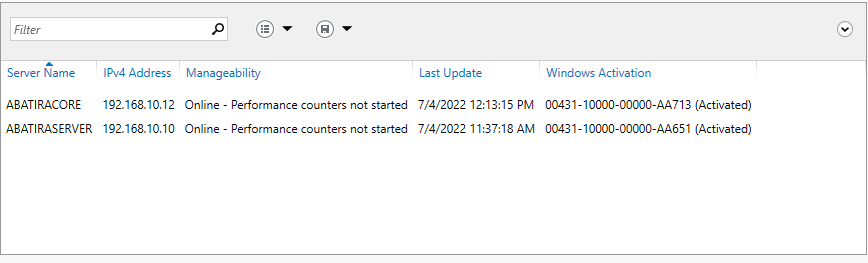 Filter
Server Name IPv4 Address Manageability Last Update Windows Activation
ABATIRACORE 192.168.10.12 Online - Performance counters not started 7/4/2022 12:13:15 PM 00431-10000-00000-AA713 (Activated)
ABATIRASERVER 192.168.10.10 Online - Performance counters not started 7/4/2022 11:37:18 AM 00431-10000-00000-AA651 (Activated)